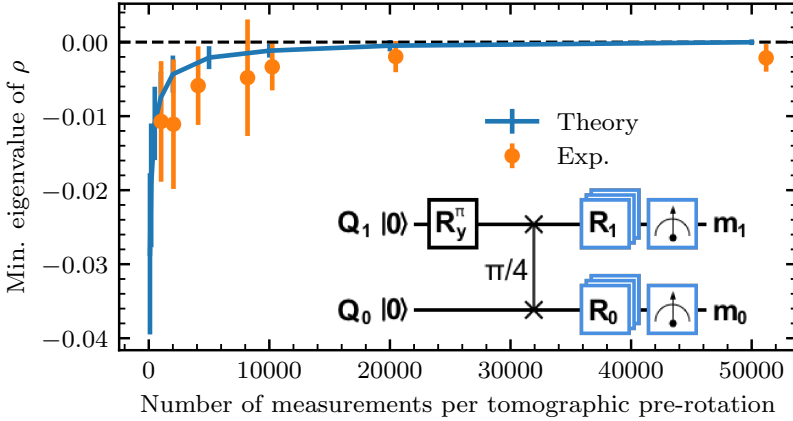 Min. eigenvalue of ρ
0.00
−0.01
−0.02
−0.03
−0.04
Theory
Exp.
Q₁ |0⟩ R_y^π R₁ m₁
π/4
Q₀ |0⟩ R₀ m₀
0 10000 20000 30000 40000 50000
Number of measurements per tomographic pre-rotation